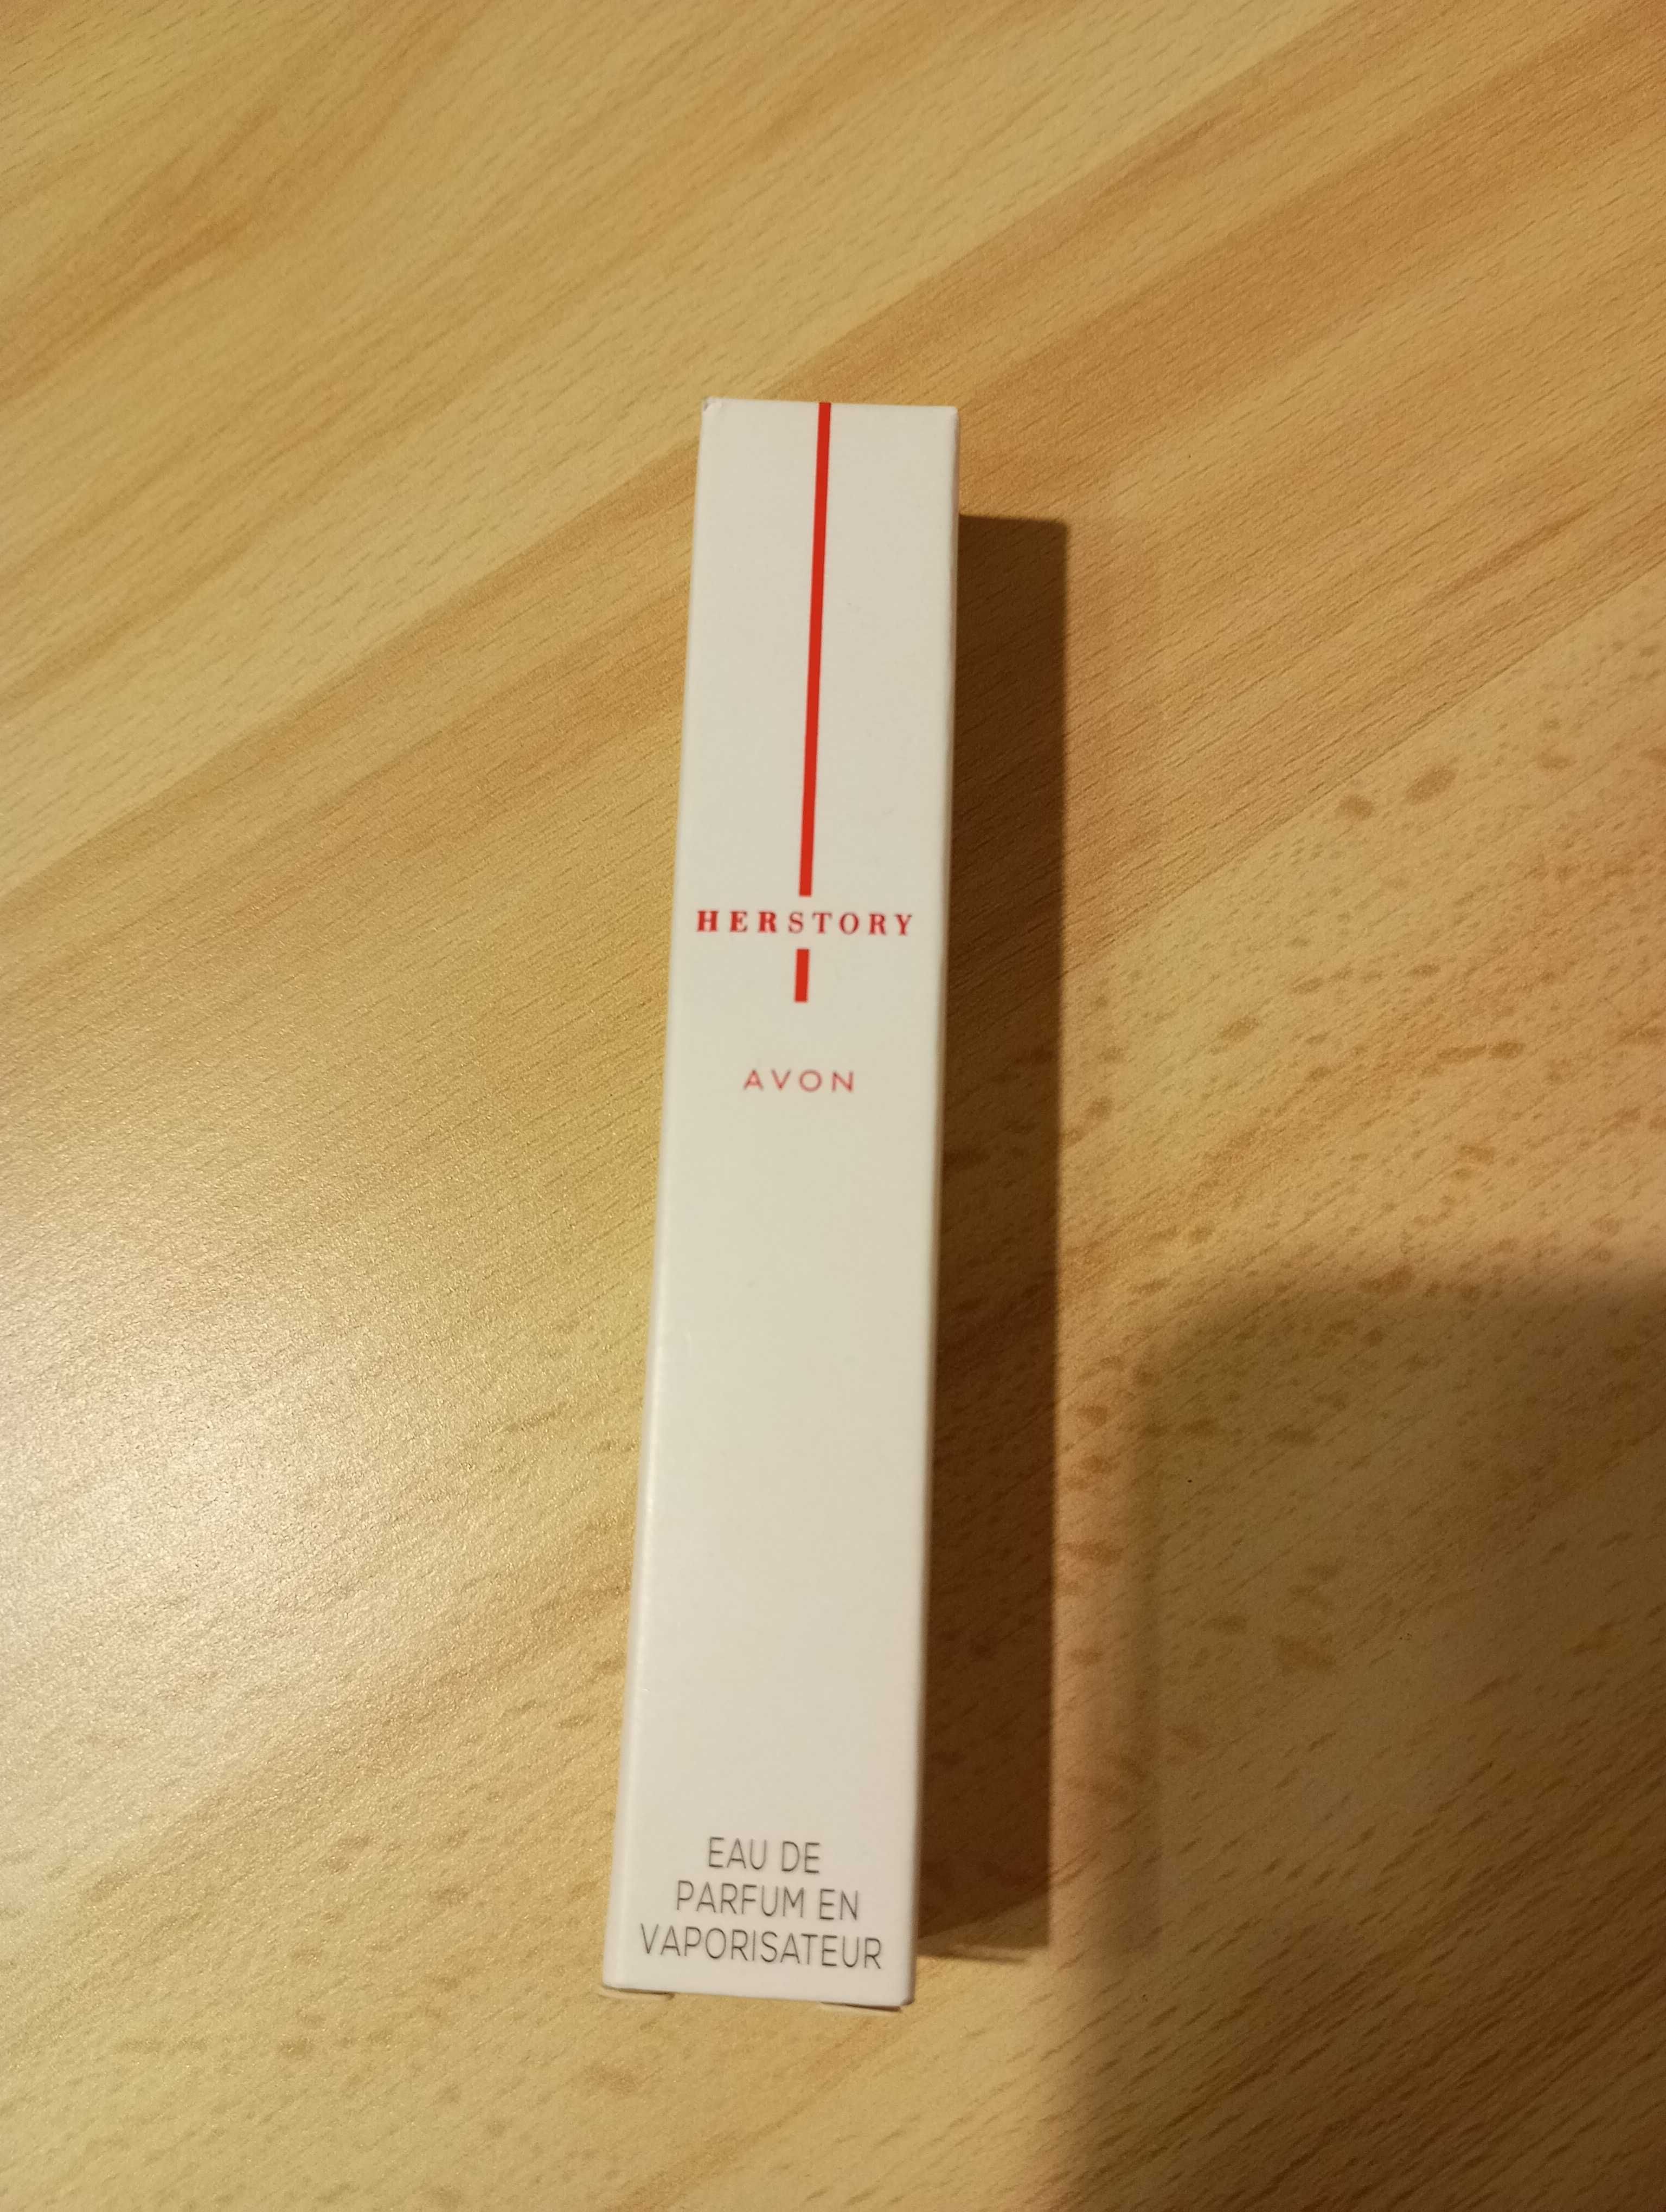 HERSTORY
AVON
EAU DE
PARFUM EN
VAPORISATEUR